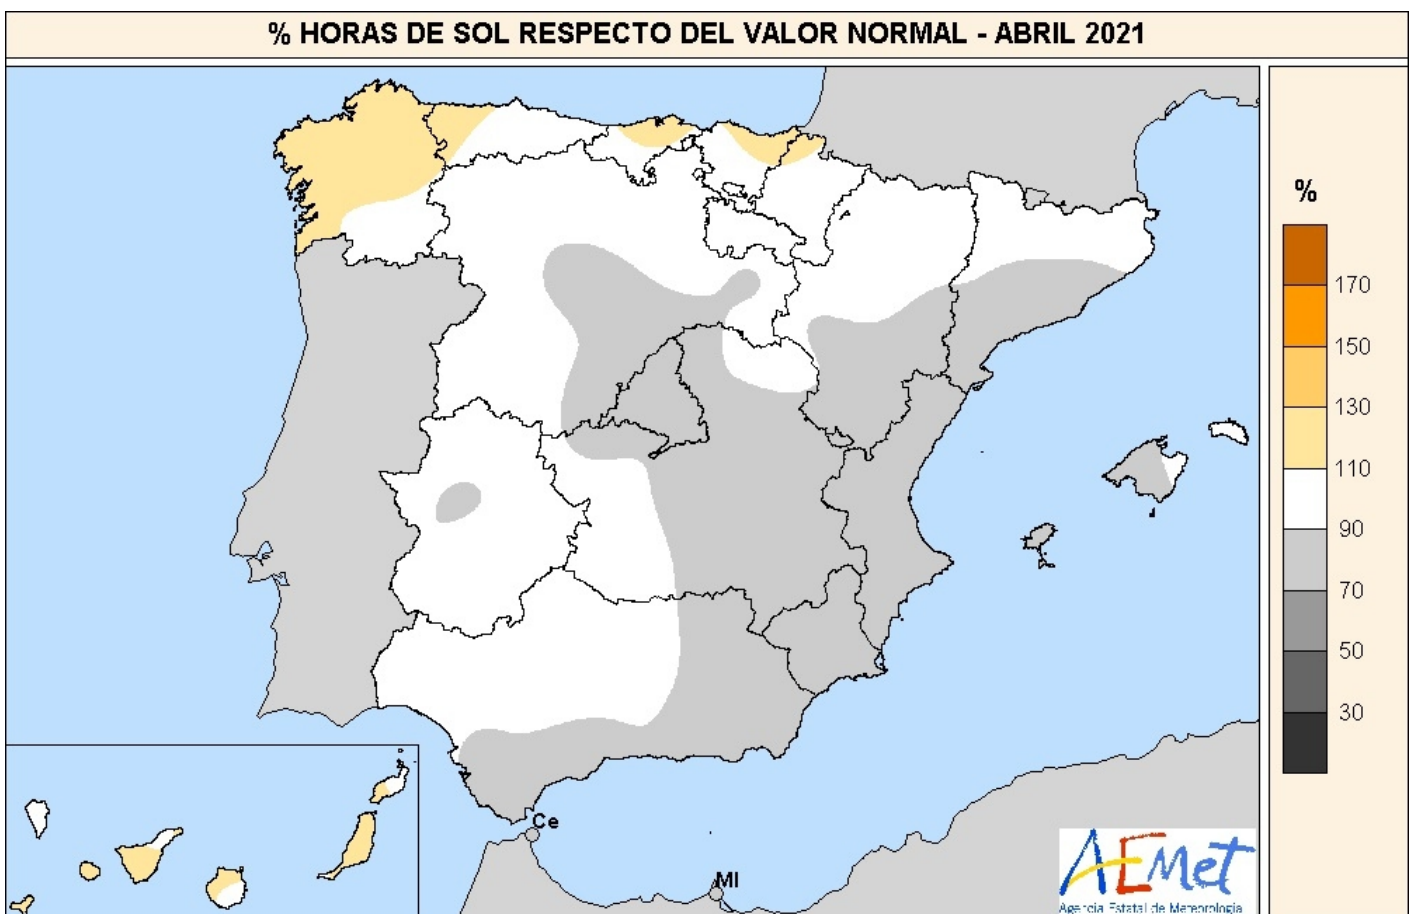 % HORAS DE SOL RESPECTO DEL VALOR NORMAL - ABRIL 2021
%
170
150
130
110
90
70
50
30
Ce
Ml
AEMet
Agencia Estatal de Meteorología